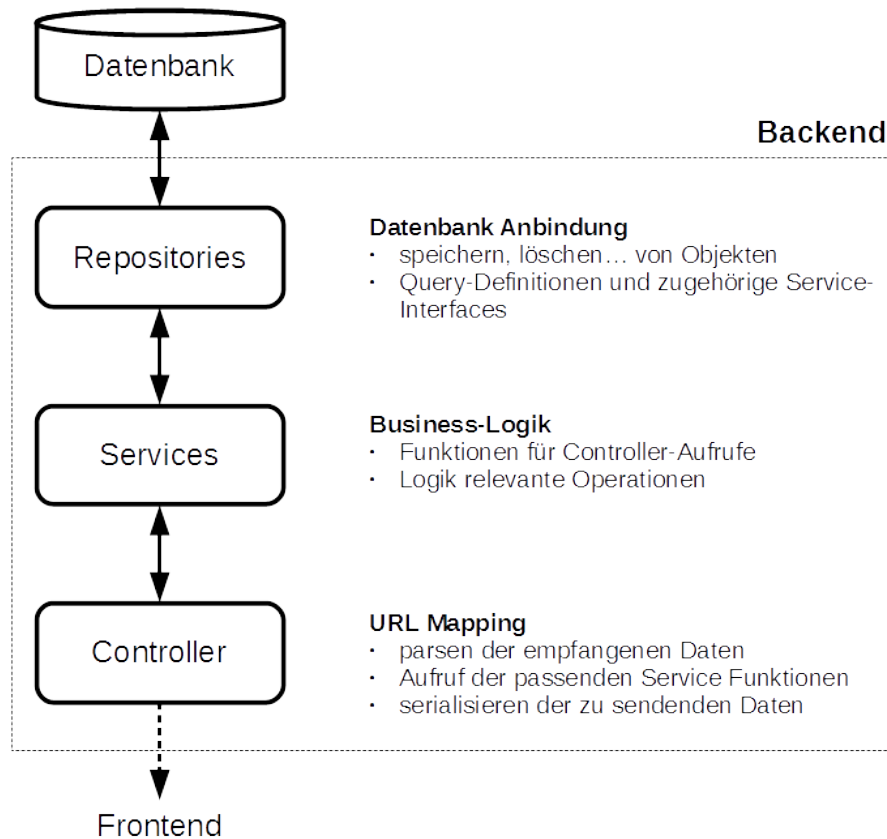 Datenbank
Backend
Repositories
Datenbank Anbindung
· speichern, löschen... von Objekten
· Query-Definitionen und zugehörige Service-
Interfaces
Services
Business-Logik
· Funktionen für Controller-Aufrufe
· Logik relevante Operationen
Controller
URL Mapping
· parsen der empfangenen Daten
· Aufruf der passenden Service Funktionen
· serialisieren der zu sendenden Daten
Frontend